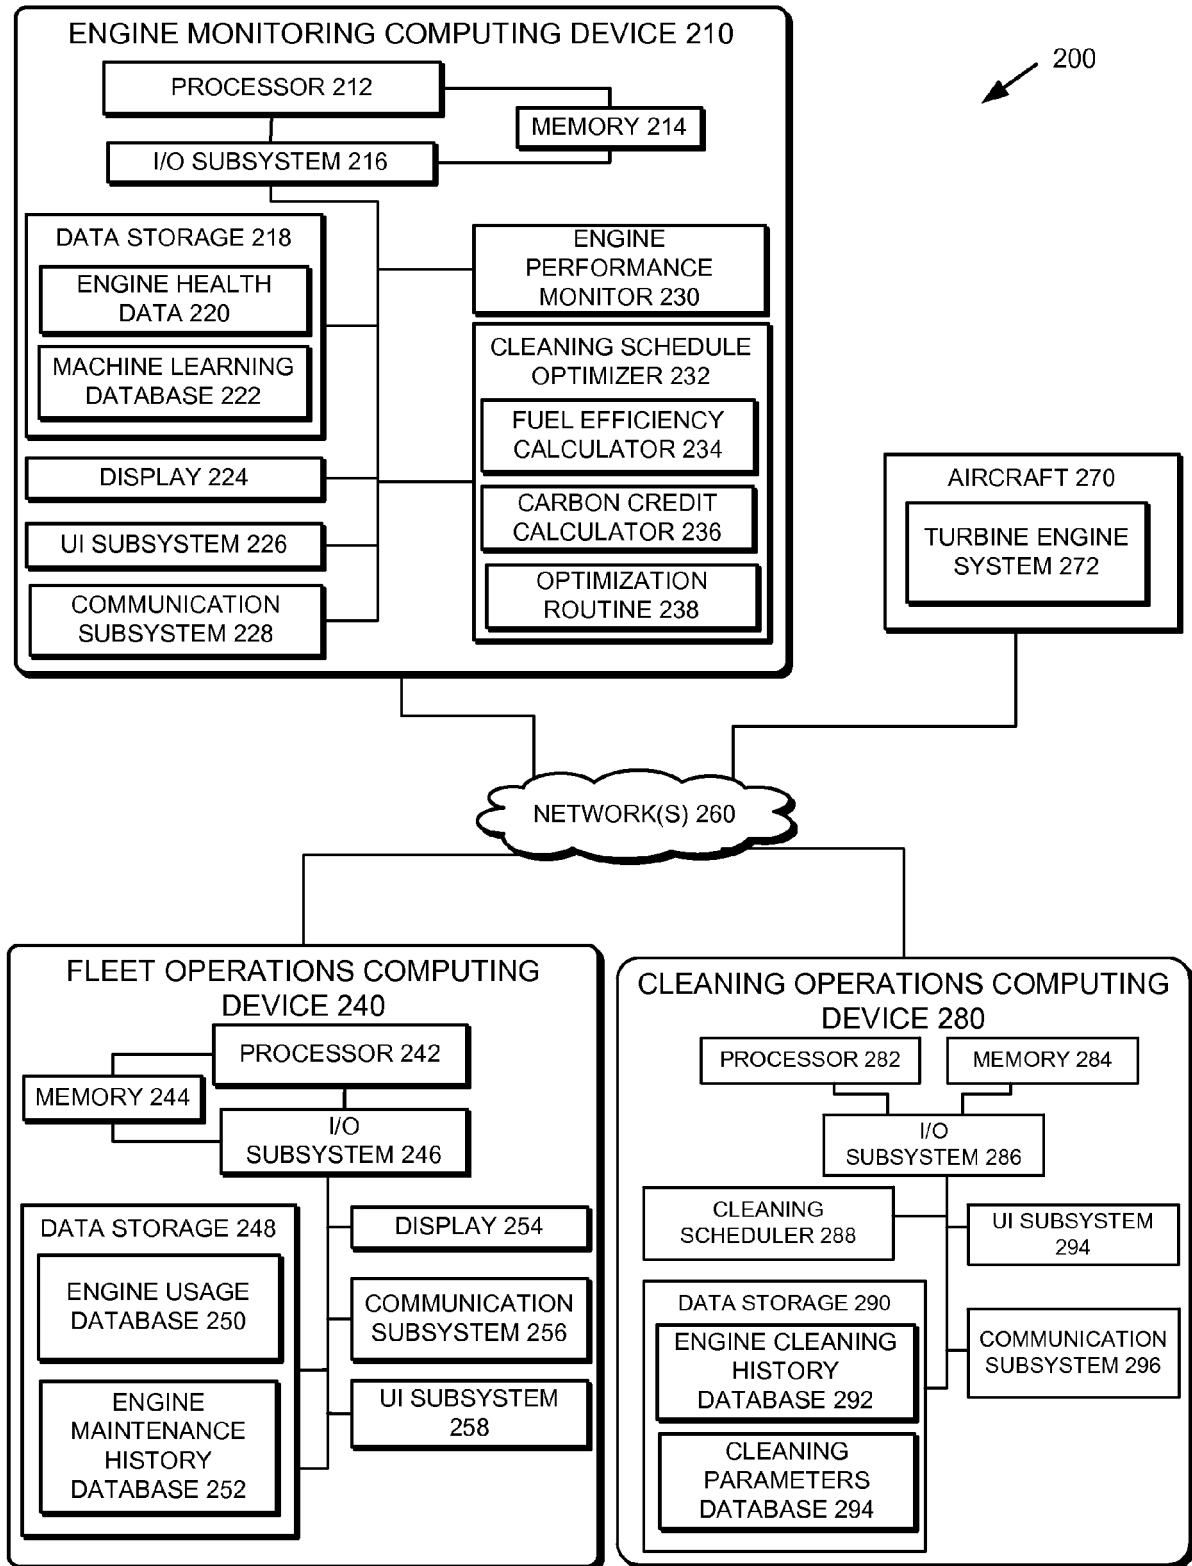 ENGINE MONITORING COMPUTING DEVICE 210
200
PROCESSOR 212
MEMORY 214
I/O SUBSYSTEM 216
DATA STORAGE 218
ENGINE HEALTH
DATA 220
MACHINE LEARNING
DATABASE 222
DISPLAY 224
UI SUBSYSTEM 226
COMMUNICATION
SUBSYSTEM 228
ENGINE
PERFORMANCE
MONITOR 230
CLEANING SCHEDULE
OPTIMIZER 232
FUEL EFFICIENCY
CALCULATOR 234
CARBON CREDIT
CALCULATOR 236
OPTIMIZATION
ROUTINE 238
AIRCRAFT 270
TURBINE ENGINE
SYSTEM 272
NETWORK(S) 260
FLEET OPERATIONS COMPUTING
DEVICE 240
PROCESSOR 242
MEMORY 244
I/O
SUBSYSTEM 246
DATA STORAGE 248
ENGINE USAGE
DATABASE 250
ENGINE
MAINTENANCE
HISTORY
DATABASE 252
DISPLAY 254
COMMUNICATION
SUBSYSTEM 256
UI SUBSYSTEM
258
CLEANING OPERATIONS COMPUTING
DEVICE 280
PROCESSOR 282
MEMORY 284
I/O
SUBSYSTEM 286
CLEANING
SCHEDULER 288
UI SUBSYSTEM
294
DATA STORAGE 290
ENGINE CLEANING
HISTORY
DATABASE 292
CLEANING
PARAMETERS
DATABASE 294
COMMUNICATION
SUBSYSTEM 296